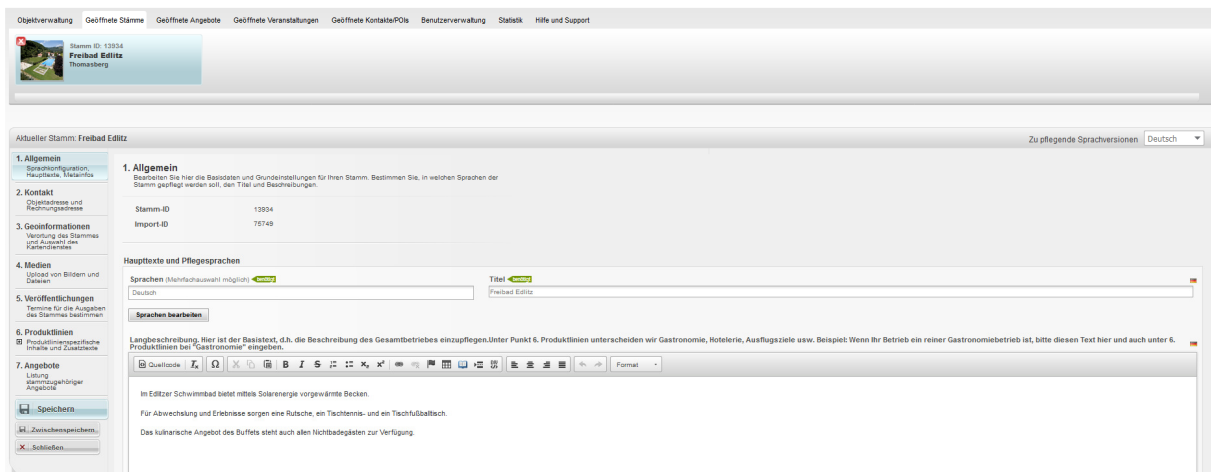 Objektverwaltung Geöffnete Stämme Geöffnete Angebote Geöffnete Veranstaltungen Geöffnete Kontakte/POIs Benutzerverwaltung Statistik Hilfe und Support
Stamm ID: 13934
Freibad Edlitz
Thomasberg
Aktueller Stamm: Freibad Edlitz
Zu pflegende Sprachversionen Deutsch
1. Allgemein
Sprachkonfiguration,
Haupttexte, Metainfos
2. Kontakt
Objektadresse und
Rechnungsadresse
3. Geoinformationen
Verortung des Stammes
und Auswahl des
Kartendienstes
4. Medien
Upload von Bildern und
Dateien
5. Veröffentlichungen
Termine für die Ausgaben
des Stammes bestimmen
6. Produktlinien
Produktlinienspezifische
Inhalte und Zusatztexte
7. Angebote
Listung
stammzugehöriger
Angebote
Speichern
Zwischenspeichern
Schließen
1. Allgemein
Bearbeiten Sie hier die Basisdaten und Grundeinstellungen für Ihren Stamm. Bestimmen Sie, in welchen Sprachen der
Stamm gepflegt werden soll, den Titel und Beschreibungen.
Stamm-ID 13934
Import-ID 75749
Haupttexte und Pflegesprachen
Sprachen (Mehrfachauswahl möglich) benötigt
Deutsch
Titel benötigt
Freibad Edlitz
Sprachen bearbeiten
Langbeschreibung. Hier ist der Basistext, d.h. die Beschreibung des Gesamtbetriebes einzupflegen.Unter Punkt 6. Produktlinien unterscheiden wir Gastronomie, Hotelerie, Ausflugsziele usw. Beispiel: Wenn Ihr Betrieb ein reiner Gastronomiebetrieb ist, bitte diesen Text hier und auch unter 6.
Produktlinien bei "Gastronomie" eingeben.
Quellcode Format
Im Edlitzer Schwimmbad bietet mittels Solarenergie vorgewärmte Becken.
Für Abwechslung und Erlebnisse sorgen eine Rutsche, ein Tischtennis- und ein Tischfußballtisch.
Das kulinarische Angebot des Buffets steht auch allen Nichtbadegästen zur Verfügung.